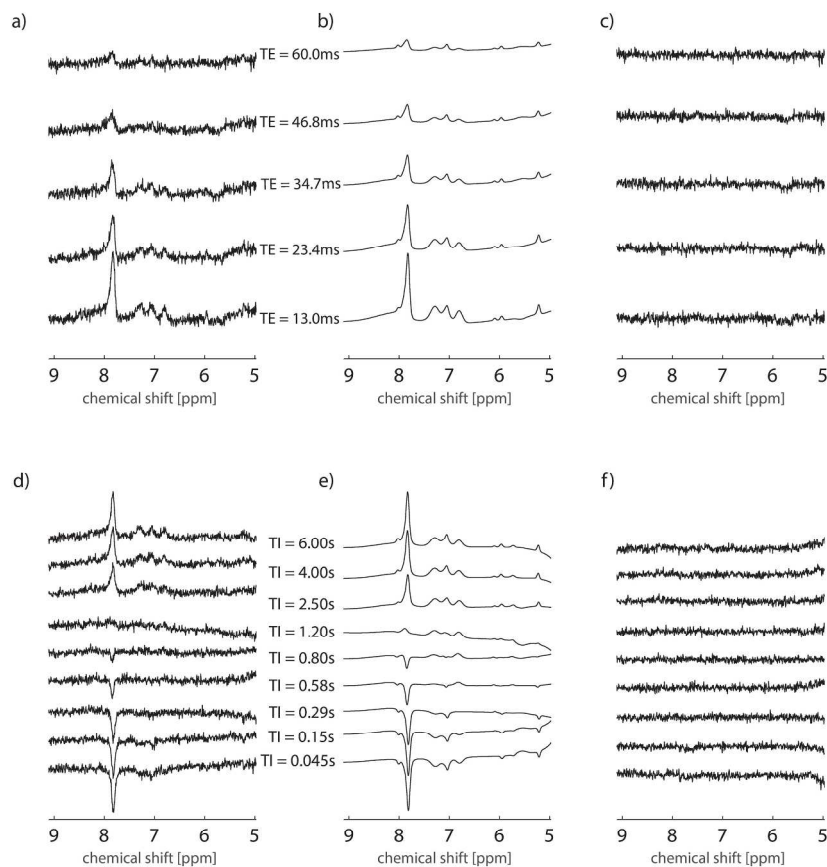 a)
b)
c)
TE = 60.0ms
TE = 46.8ms
TE = 34.7ms
TE = 23.4ms
TE = 13.0ms
9 8 7 6 5
9 8 7 6 5
9 8 7 6 5
chemical shift [ppm]
chemical shift [ppm]
chemical shift [ppm]
d)
e)
f)
TI = 6.00s
TI = 4.00s
TI = 2.50s
TI = 1.20s
TI = 0.80s
TI = 0.58s
TI = 0.29s
TI = 0.15s
TI = 0.045s
9 8 7 6 5
9 8 7 6 5
9 8 7 6 5
chemical shift [ppm]
chemical shift [ppm]
chemical shift [ppm]